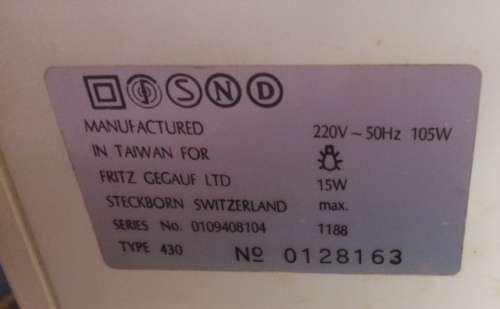 S N D
MANUFACTURED 220V ~ 50Hz 105W
IN TAIWAN FOR
FRITZ GEGAUF LTD 15W
STECKBORN SWITZERLAND max.
SERIES No. 0109408104 1188
TYPE 430 Nº 0128163